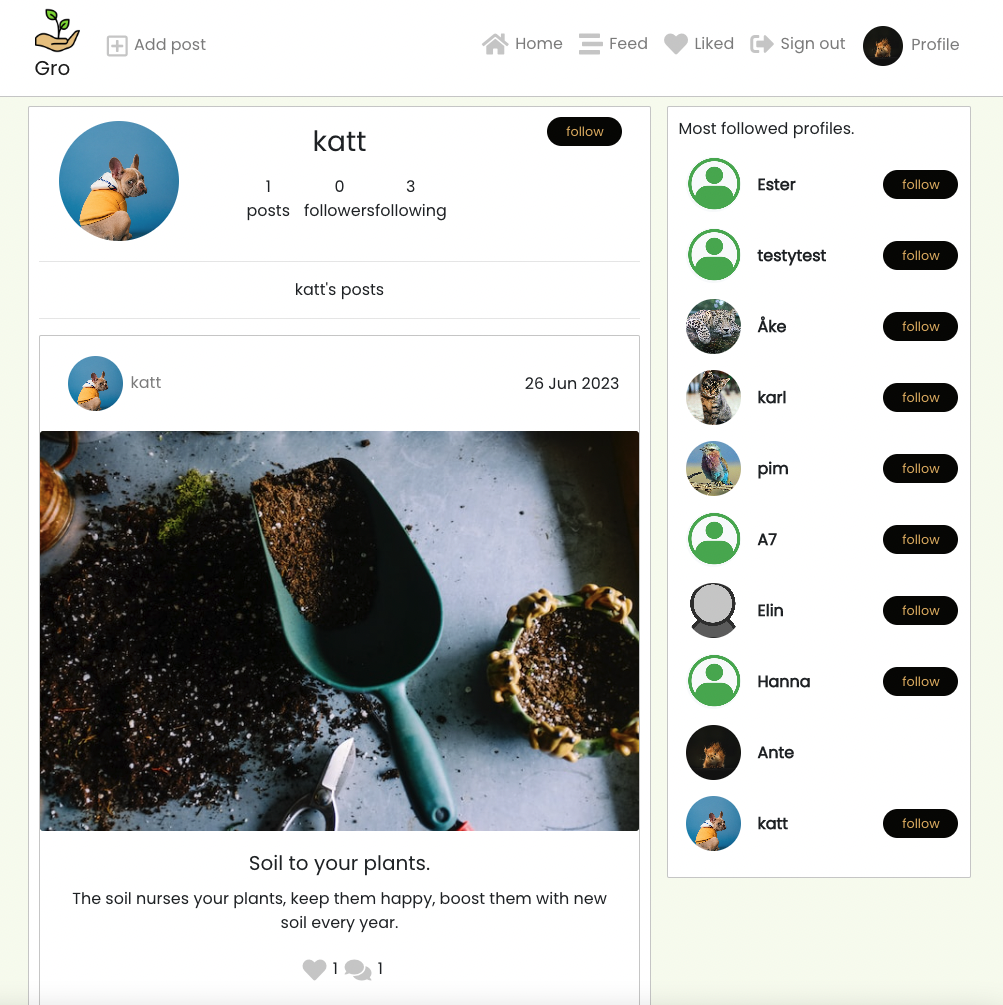 Gro
Add post
Home
Feed
Liked
Sign out
Profile
katt
follow
1
0
3
posts
followers
following
katt's posts
katt
26 Jun 2023
Soil to your plants.
The soil nurses your plants, keep them happy, boost them with new
soil every year.
1
1
Most followed profiles.
Ester
follow
testytest
follow
Åke
follow
karl
follow
pim
follow
A7
follow
Elin
follow
Hanna
follow
Ante
katt
follow